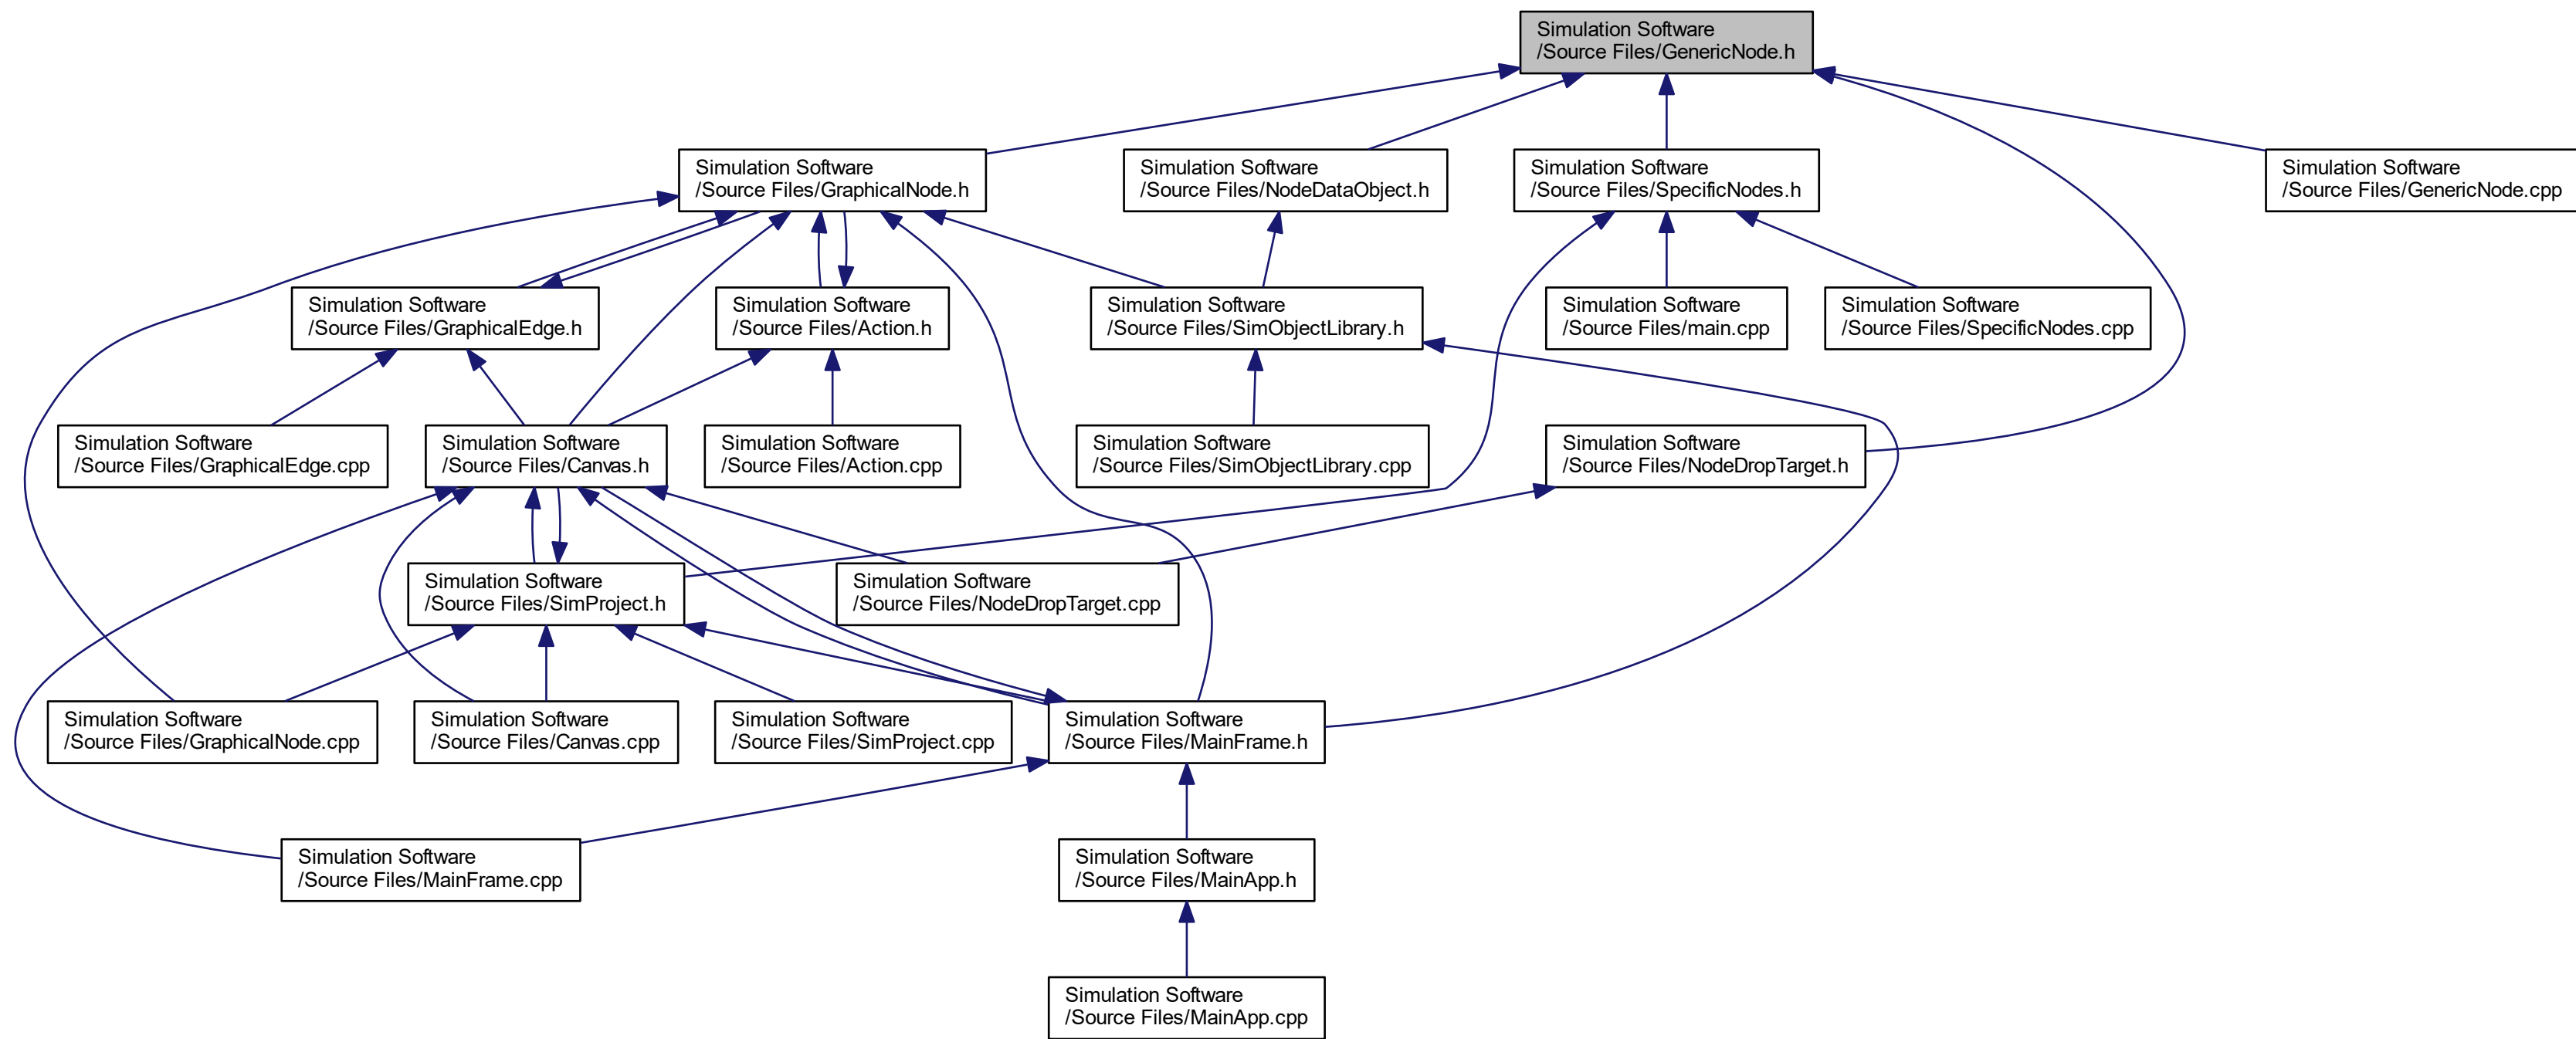 Simulation Software
/Source Files/GenericNode.h
Simulation Software
/Source Files/GraphicalNode.h
Simulation Software
/Source Files/NodeDataObject.h
Simulation Software
/Source Files/SpecificNodes.h
Simulation Software
/Source Files/GenericNode.cpp
Simulation Software
/Source Files/GraphicalEdge.h
Simulation Software
/Source Files/Action.h
Simulation Software
/Source Files/SimObjectLibrary.h
Simulation Software
/Source Files/main.cpp
Simulation Software
/Source Files/SpecificNodes.cpp
Simulation Software
/Source Files/GraphicalEdge.cpp
Simulation Software
/Source Files/Canvas.h
Simulation Software
/Source Files/Action.cpp
Simulation Software
/Source Files/SimObjectLibrary.cpp
Simulation Software
/Source Files/NodeDropTarget.h
Simulation Software
/Source Files/SimProject.h
Simulation Software
/Source Files/NodeDropTarget.cpp
Simulation Software
/Source Files/GraphicalNode.cpp
Simulation Software
/Source Files/Canvas.cpp
Simulation Software
/Source Files/SimProject.cpp
Simulation Software
/Source Files/MainFrame.h
Simulation Software
/Source Files/MainFrame.cpp
Simulation Software
/Source Files/MainApp.h
Simulation Software
/Source Files/MainApp.cpp